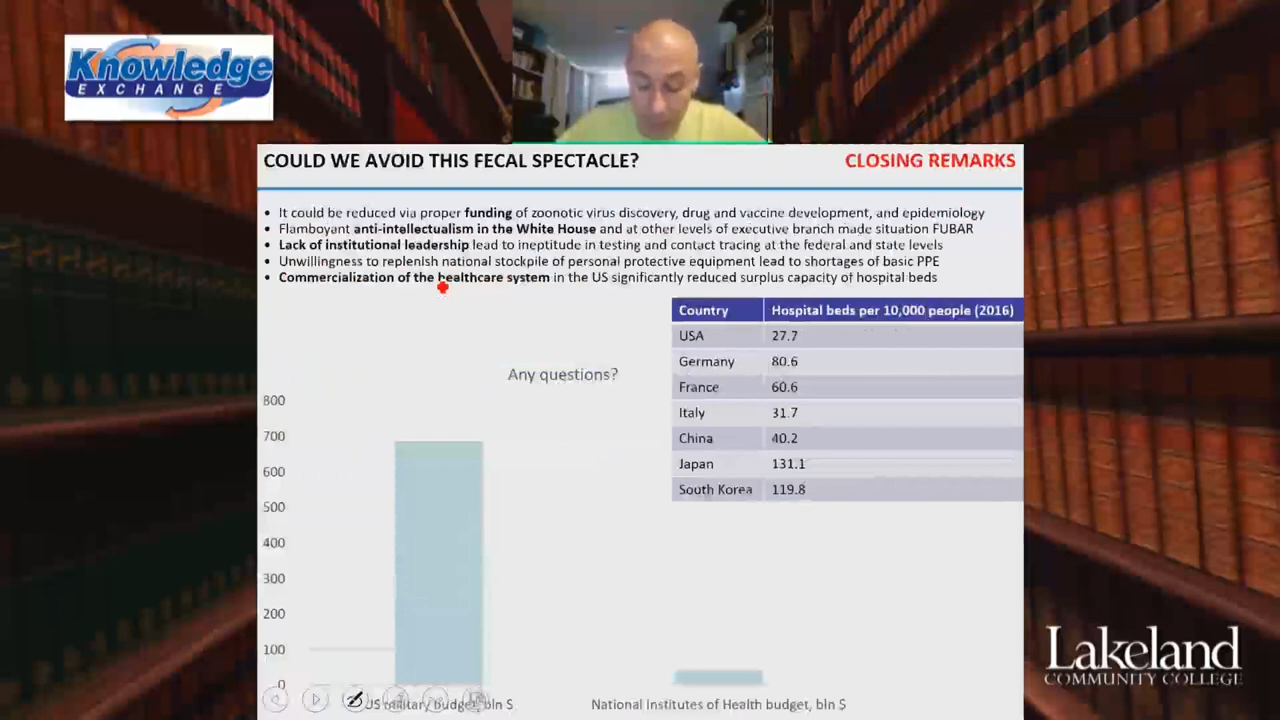 Knowledge
EXCHANGE
COULD WE AVOID THIS FECAL SPECTACLE?
CLOSING REMARKS
• It could be reduced via proper funding of zoonotic virus discovery, drug and vaccine development, and epidemiology
• Flamboyant anti-intellectualism in the White House and at other levels of executive branch made situation FUBAR
• Lack of institutional leadership lead to ineptitude in testing and contact tracing at the federal and state levels
• Unwillingness to replenish national stockpile of personal protective equipment lead to shortages of basic PPE
• Commercialization of the healthcare system in the US significantly reduced surplus capacity of hospital beds
Country Hospital beds per 10,000 people (2016)
USA 27.7
Germany 80.6
France 60.6
Italy 31.7
China 40.2
Japan 131.1
South Korea 119.8
Any questions?
800
700
600
500
400
300
200
100
0
US military budget, bln $
National Institutes of Health budget, bln $
Lakeland
COMMUNITY COLLEGE